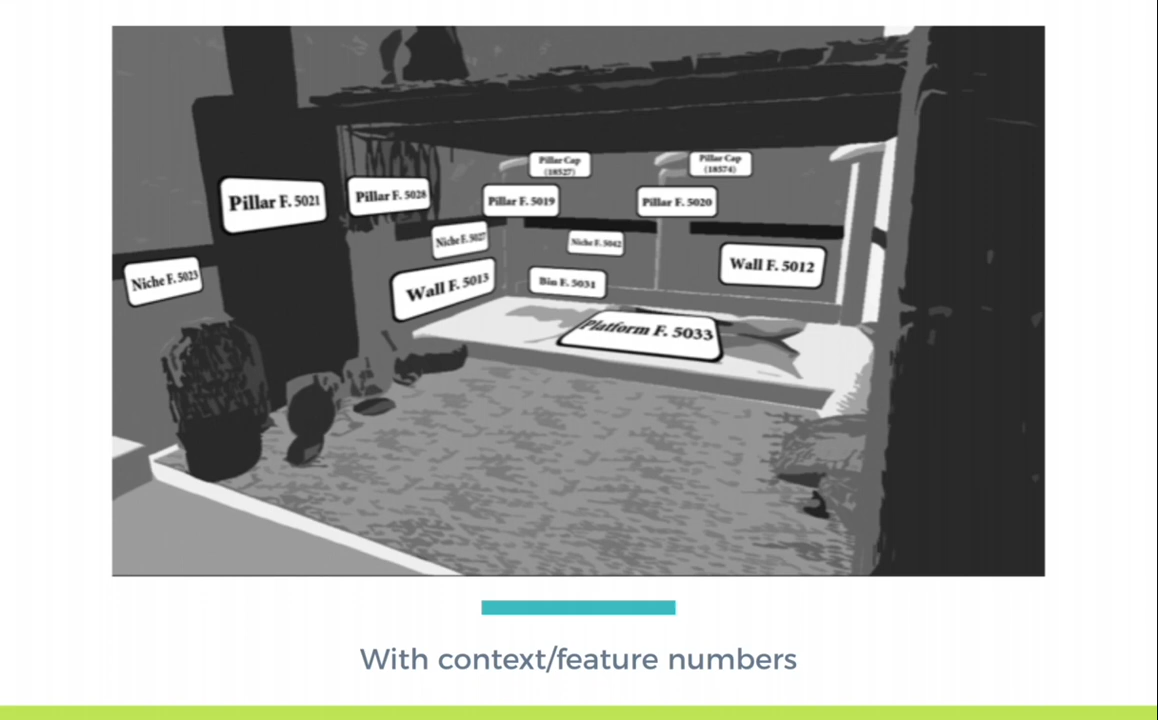 Pillar Cap
(18527)
Pillar Cap
(18574)
Pillar F. 5021
Pillar F. 5028
Pillar F. 5019
Pillar F. 5020
Niche F. 5027
Niche F. 5042
Niche F. 5023
Wall F. 5013
Bin F. 5031
Wall F. 5012
Platform F. 5033
With context/feature numbers